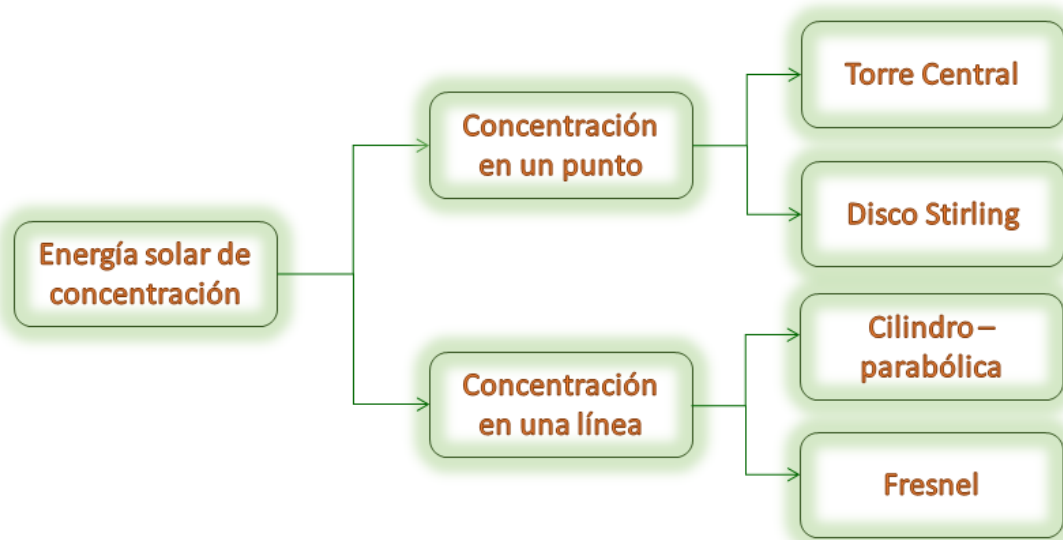 Energía solar de
concentración
Concentración
en un punto
Torre Central
Disco Stirling
Concentración
en una línea
Cilindro –
parabólica
Fresnel